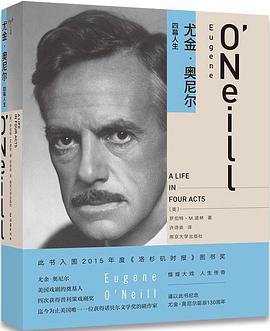 尤金·奥尼尔
四幕人生
Eugene
O'Neill
A LIFE
IN
FOUR ACTS
[美]
罗伯特·M.道林 著
许诗焱 译
南京大学出版社
此书入围2015年度《洛杉矶时报》图书奖
尤金·奥尼尔
美国戏剧的奠基人
四次获得普利策戏剧奖
迄今为止美国唯一一位获得诺贝尔文学奖的剧作家
Eugene
O'Neill
煌煌大戏 人生传奇
谨以此书纪念
尤金·奥尼尔诞辰130周年